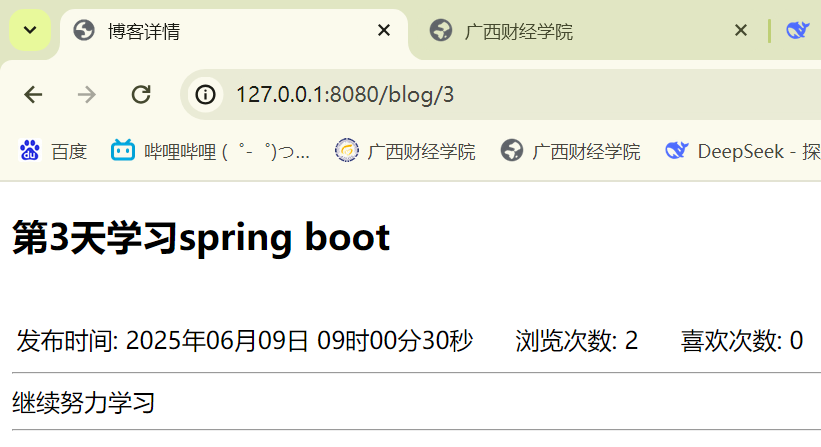 博客详情 广西财经学院
127.0.0.1:8080/blog/3
百度 哔哩哔哩 (゜-゜)つ... 广西财经学院 广西财经学院 DeepSeek - 探
第3天学习spring boot
发布时间: 2025年06月09日 09时00分30秒 浏览次数: 2 喜欢次数: 0
继续努力学习